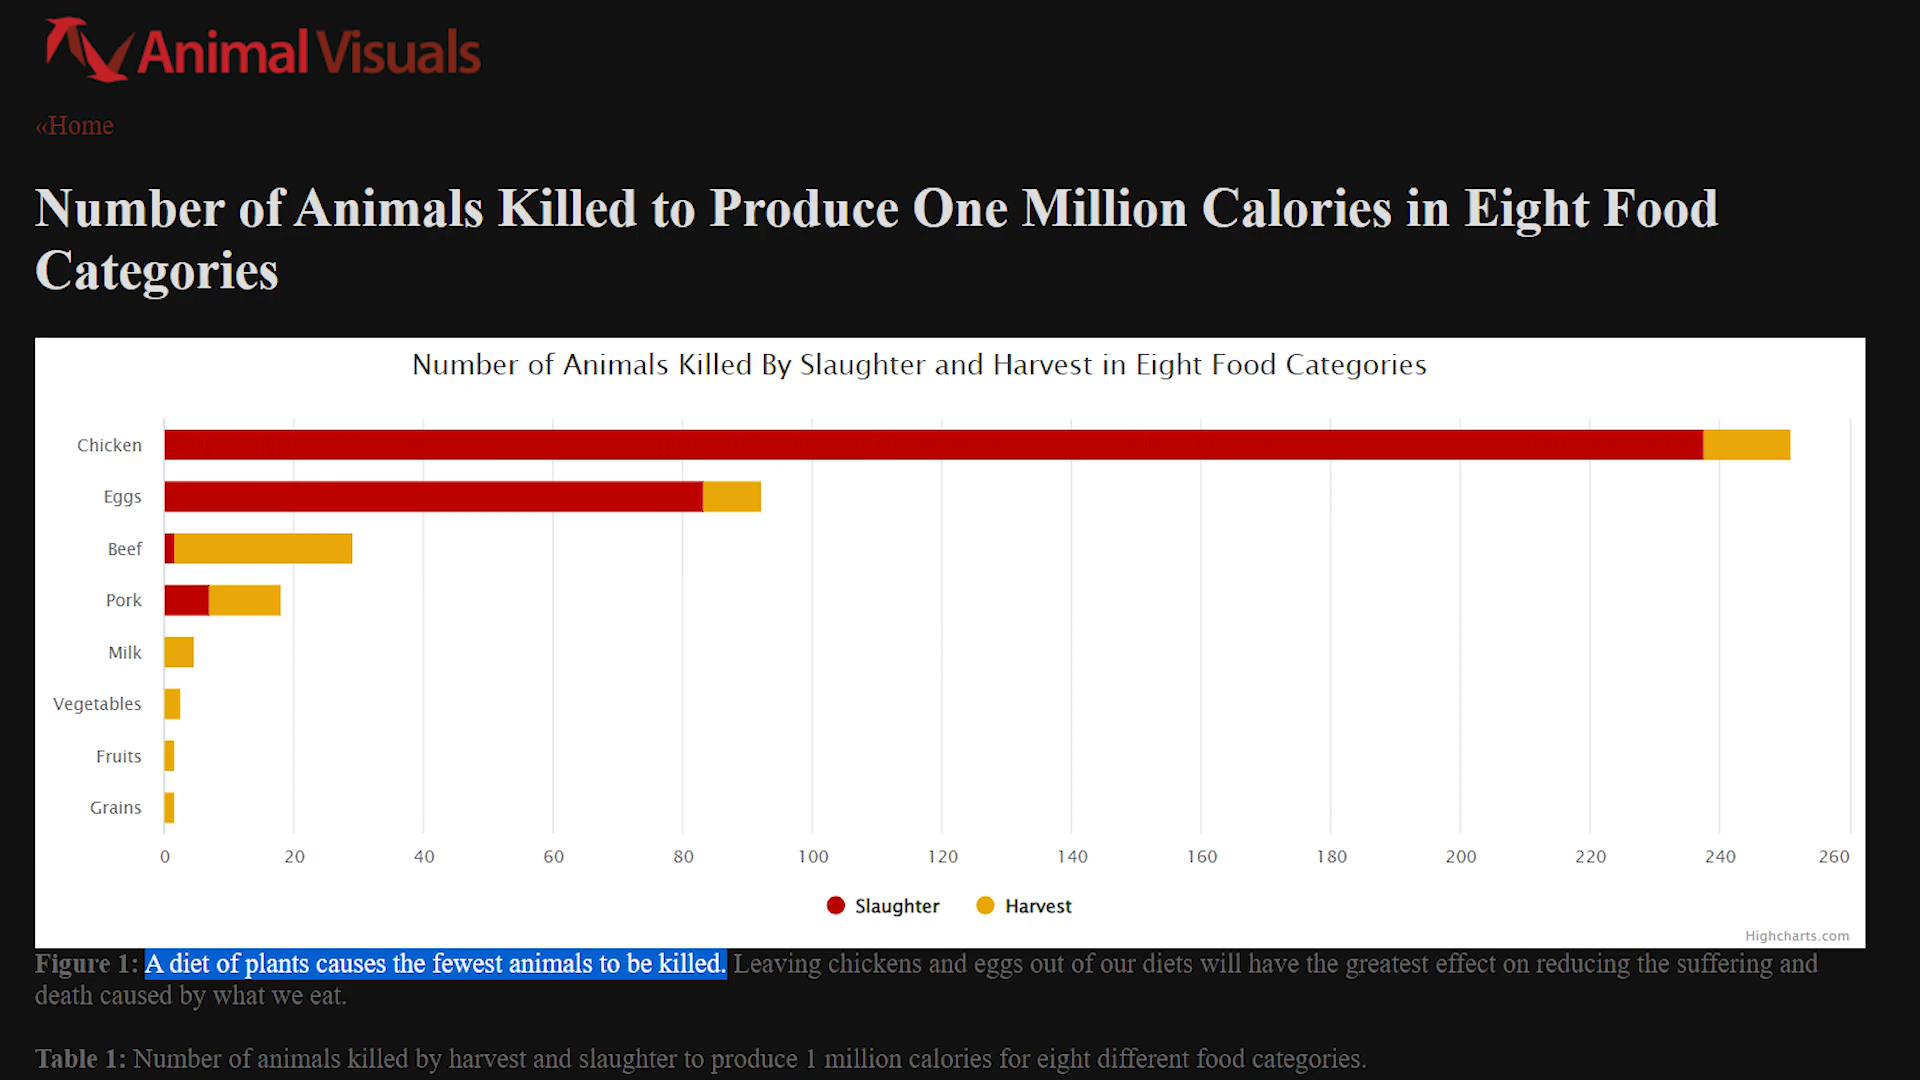 Animal Visuals
«Home
Number of Animals Killed to Produce One Million Calories in Eight Food
Categories
Number of Animals Killed By Slaughter and Harvest in Eight Food Categories
Chicken
Eggs
Beef
Pork
Milk
Vegetables
Fruits
Grains
0 20 40 60 80 100 120 140 160 180 200 220 240 260
Slaughter Harvest
Highcharts.com
Figure 1: A diet of plants causes the fewest animals to be killed. Leaving chickens and eggs out of our diets will have the greatest effect on reducing the suffering and
death caused by what we eat.
Table 1: Number of animals killed by harvest and slaughter to produce 1 million calories for eight different food categories.